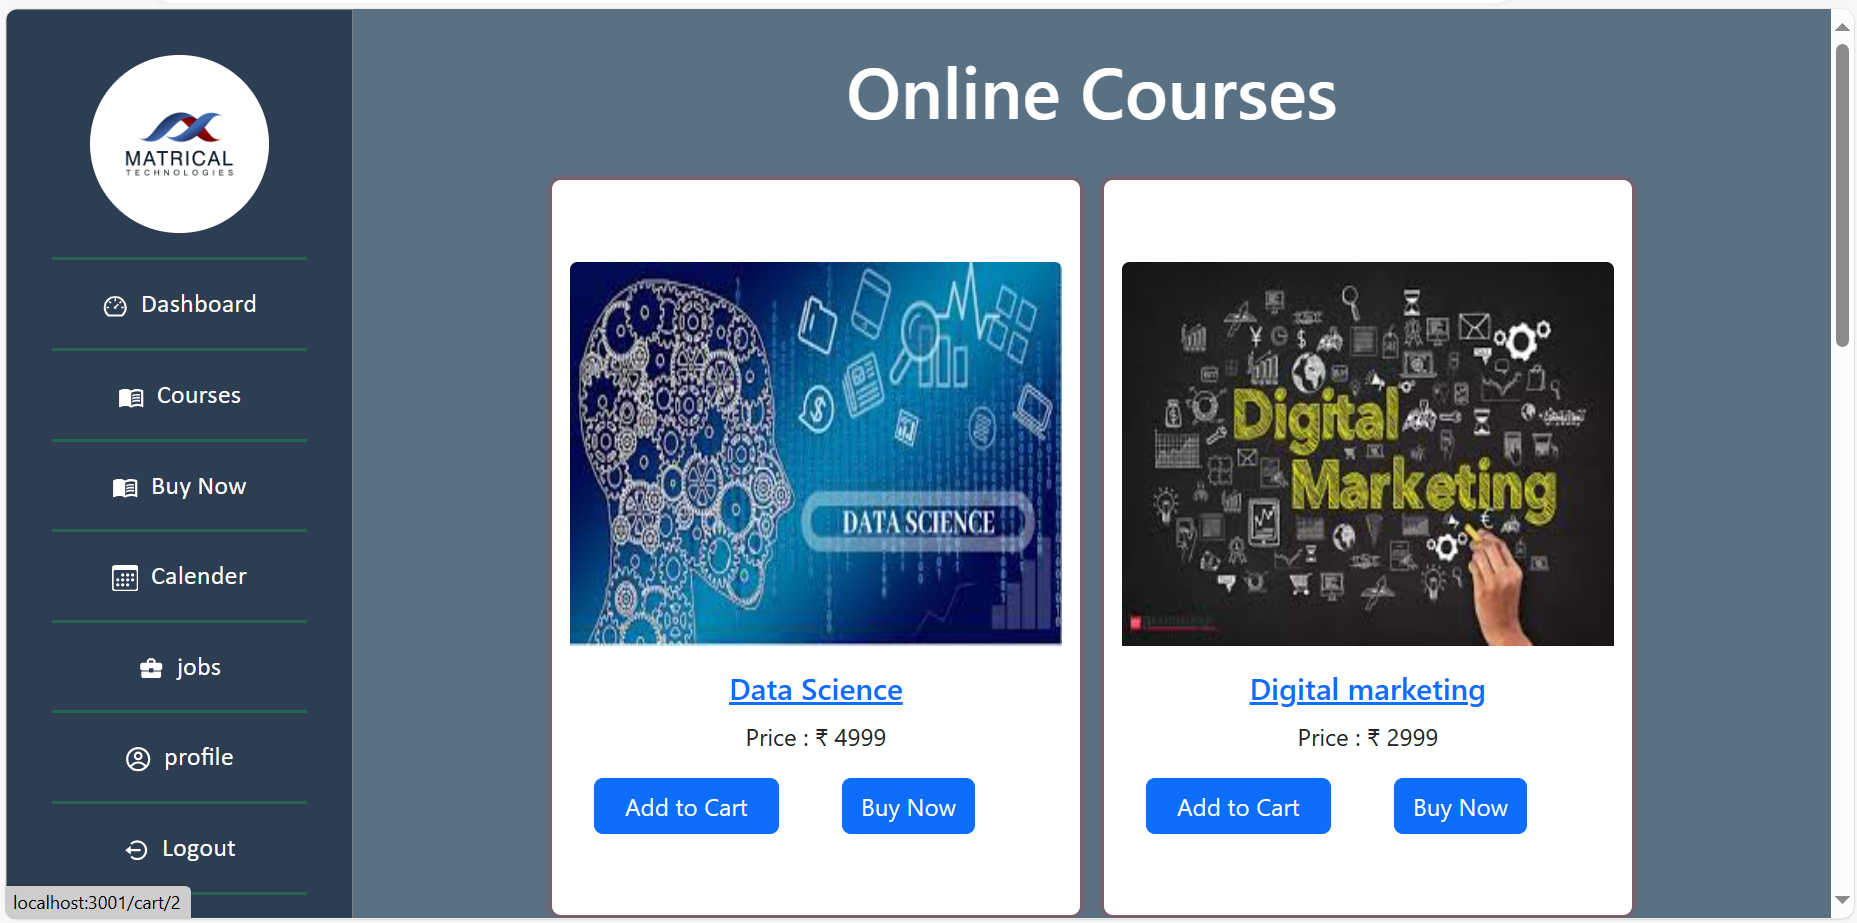 MATRICAL
TECHNOLOGIES
Dashboard
Courses
Buy Now
Calender
jobs
profile
Logout
localhost:3001/cart/2
Online Courses
DATA SCIENCE
Data Science
Price : ₹ 4999
Add to Cart
Buy Now
Digital
Marketing
Digital marketing
Price : ₹ 2999
Add to Cart
Buy Now